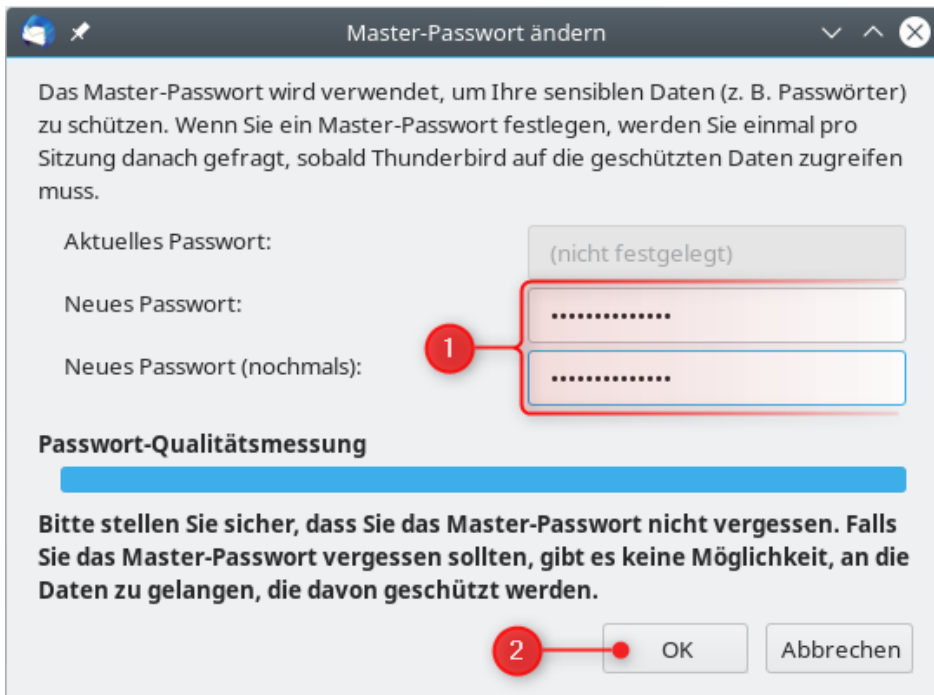 Master-Passwort ändern
Das Master-Passwort wird verwendet, um Ihre sensiblen Daten (z. B. Passwörter)
zu schützen. Wenn Sie ein Master-Passwort festlegen, werden Sie einmal pro
Sitzung danach gefragt, sobald Thunderbird auf die geschützten Daten zugreifen
muss.
Aktuelles Passwort:
(nicht festgelegt)
Neues Passwort:
••••••••••••••
1
Neues Passwort (nochmals):
••••••••••••••
Passwort-Qualitätsmessung
Bitte stellen Sie sicher, dass Sie das Master-Passwort nicht vergessen. Falls
Sie das Master-Passwort vergessen sollten, gibt es keine Möglichkeit, an die
Daten zu gelangen, die davon geschützt werden.
2
OK
Abbrechen